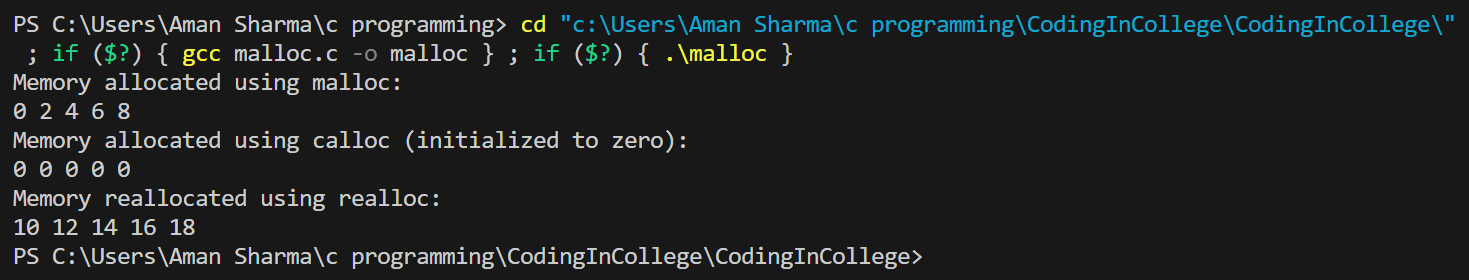 PS C:\Users\Aman Sharma\c programming> cd "c:\Users\Aman Sharma\c programming\CodingInCollege\CodingInCollege\"
 ; if ($?) { gcc malloc.c -o malloc } ; if ($?) { .\malloc }
Memory allocated using malloc:
0 2 4 6 8
Memory allocated using calloc (initialized to zero):
0 0 0 0 0
Memory reallocated using realloc:
10 12 14 16 18
PS C:\Users\Aman Sharma\c programming\CodingInCollege\CodingInCollege>